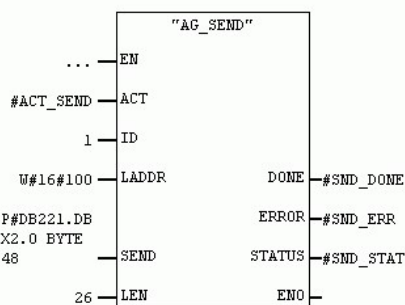 "AG_SEND"
... EN
#ACT_SEND ACT
1 ID
W#16#100 LADDR DONE #SND_DONE
P#DB221.DB ERROR #SND_ERR
X2.0 BYTE
48 SEND STATUS #SND_STAT
26 LEN ENO